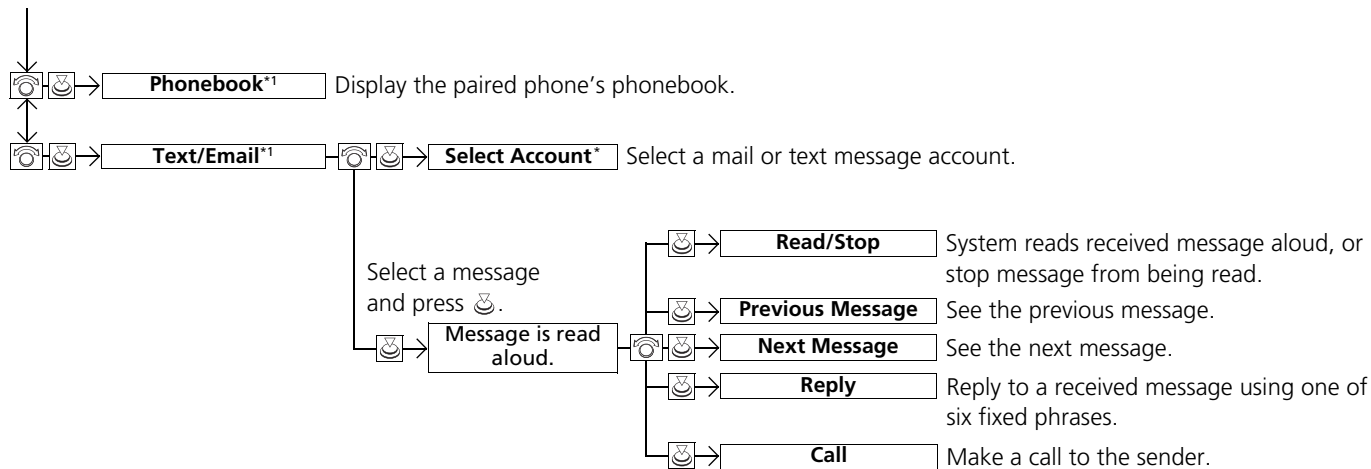 Phonebook*1 Display the paired phone's phonebook.
Text/Email*1 Select Account* Select a mail or text message account.
Select a message
and press .
Message is read
aloud.
Read/Stop System reads received message aloud, or
stop message from being read.
Previous Message See the previous message.
Next Message See the next message.
Reply Reply to a received message using one of
six fixed phrases.
Call Make a call to the sender.